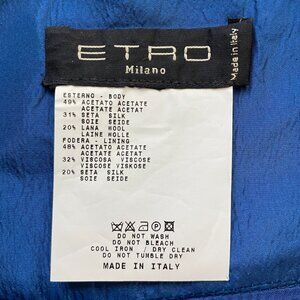 ETRO
Milano
Made in Italy
ESTERNO - BODY
49% ACETATO ACETATE
ACETATE ACETAT
31% SETA SILK
SOIE SEIDE
20% LANA WOOL
LAINE WOLLE
FODERA - LINING
48% ACETATO ACETATE
ACETATE ACETAT
32% VISCOSA VISCOSE
VISCOSE VISKOSE
20% SETA SILK
SOIE SEIDE
DO NOT WASH
DO NOT BLEACH
COOL IRON / DRY CLEAN
DO NOT TUMBLE DRY
MADE IN ITALY